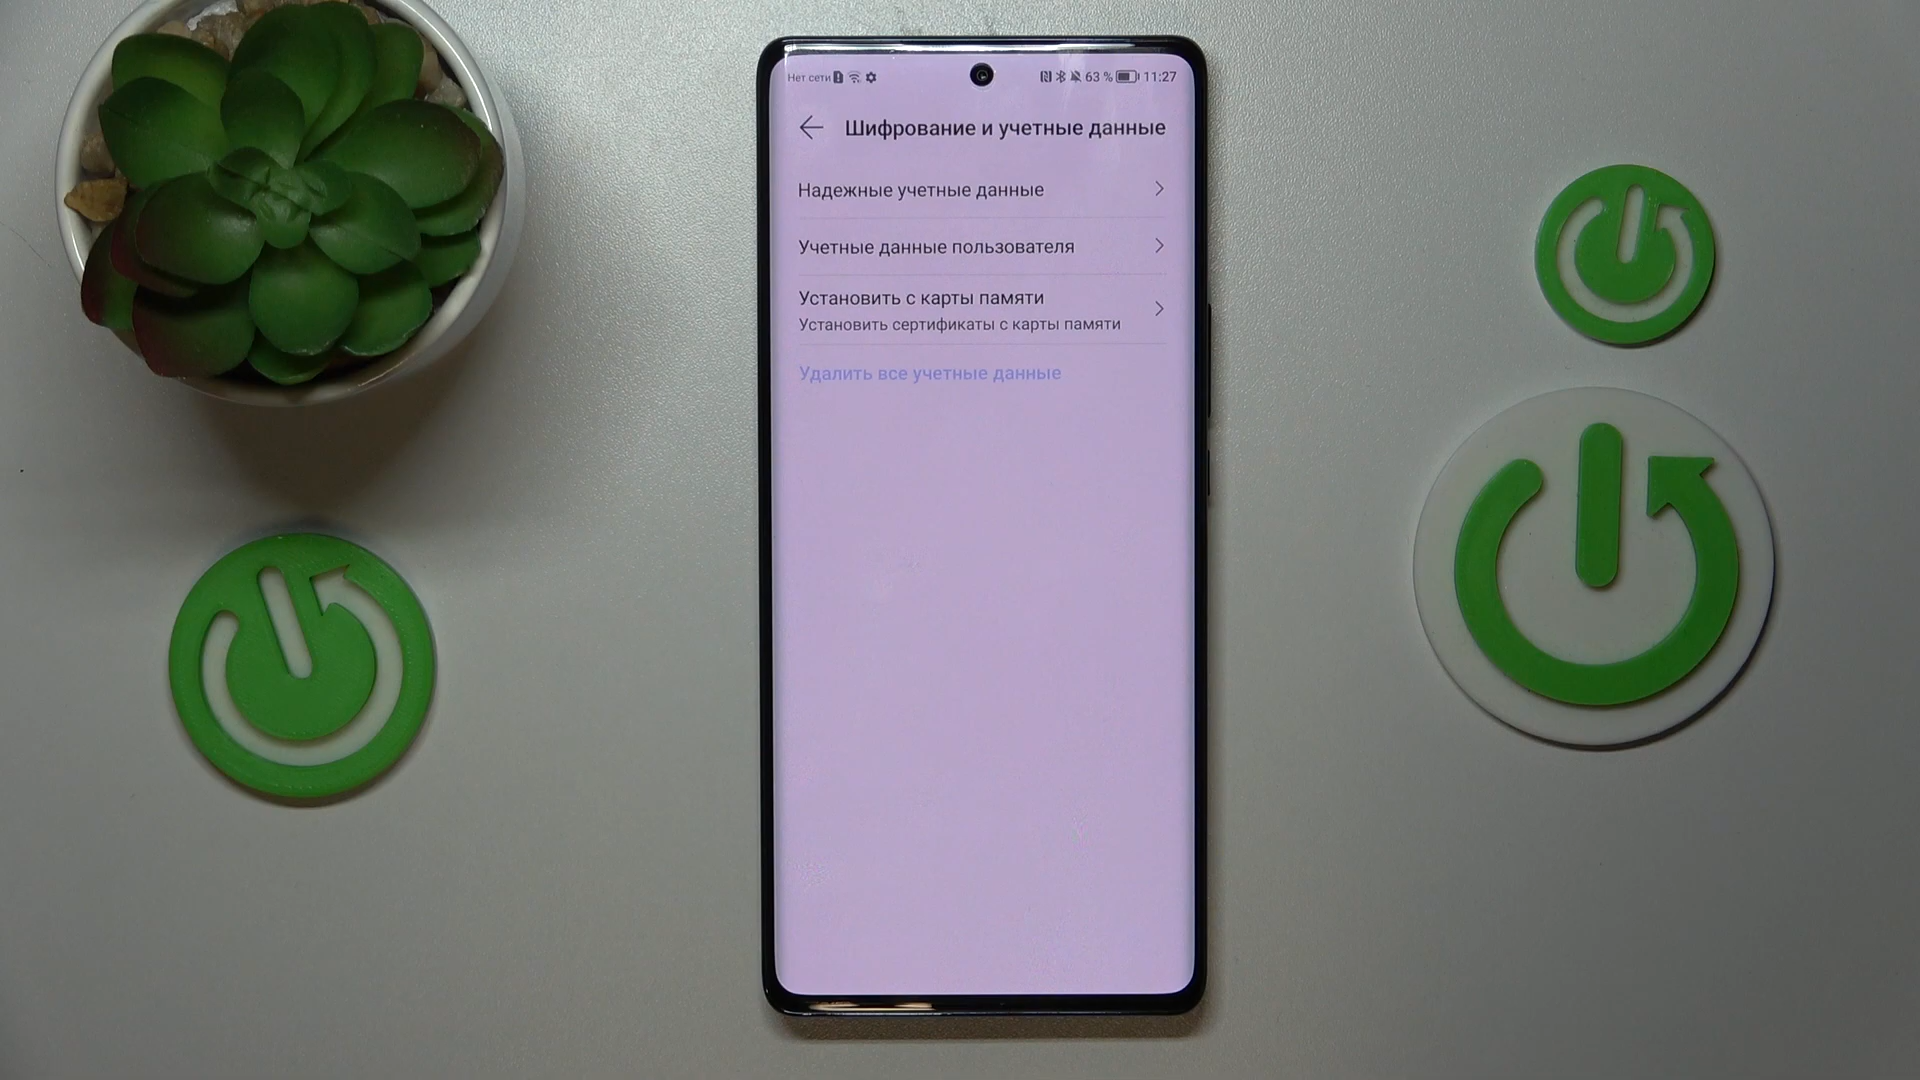 Нет сети 63 % 11:27
Шифрование и учетные данные
Надежные учетные данные
Учетные данные пользователя
Установить с карты памяти
Установить сертификаты с карты памяти
Удалить все учетные данные